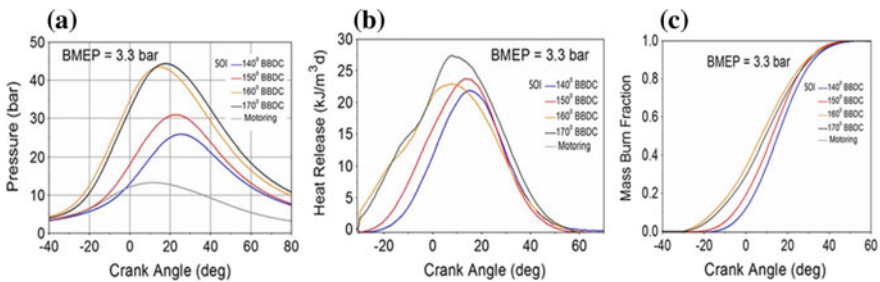 (a)
BMEP = 3.3 bar
SOI
140⁰ BBDC
150⁰ BBDC
160⁰ BBDC
170⁰ BBDC
Motoring
50
40
30
20
10
0
-40
0
20
40
60
80
Pressure (bar)
Crank Angle (deg)
(b)
BMEP = 3.3 bar
SOI
140⁰ BBDC
150⁰ BBDC
160⁰ BBDC
170⁰ BBDC
Motoring
30
25
20
15
10
5
0
-20
0
20
40
60
Heat Release (kJ/m³d)
Crank Angle (deg)
(c)
BMEP = 3.3 bar
SOI
140⁰ BBDC
150⁰ BBDC
160⁰ BBDC
170⁰ BBDC
Motoring
1.0
0.8
0.6
0.4
0.2
0.0
-40
-20
0
20
40
60
Mass Burn Fraction
Crank Angle (deg)